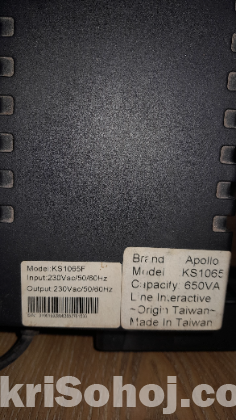 Model:KS1065F
Input:230Vac/50/60Hz
Output:230Vac/50/60Hz
Brand Apollo
Model KS1065
Capacity: 650VA
Line Interactive
~Origin Taiwan~
Made In Taiwan
kriSohoj.com